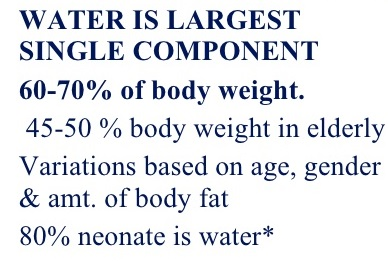 WATER IS LARGEST
SINGLE COMPONENT
60-70% of body weight.
45-50 % body weight in elderly
Variations based on age, gender
& amt. of body fat
80% neonate is water*